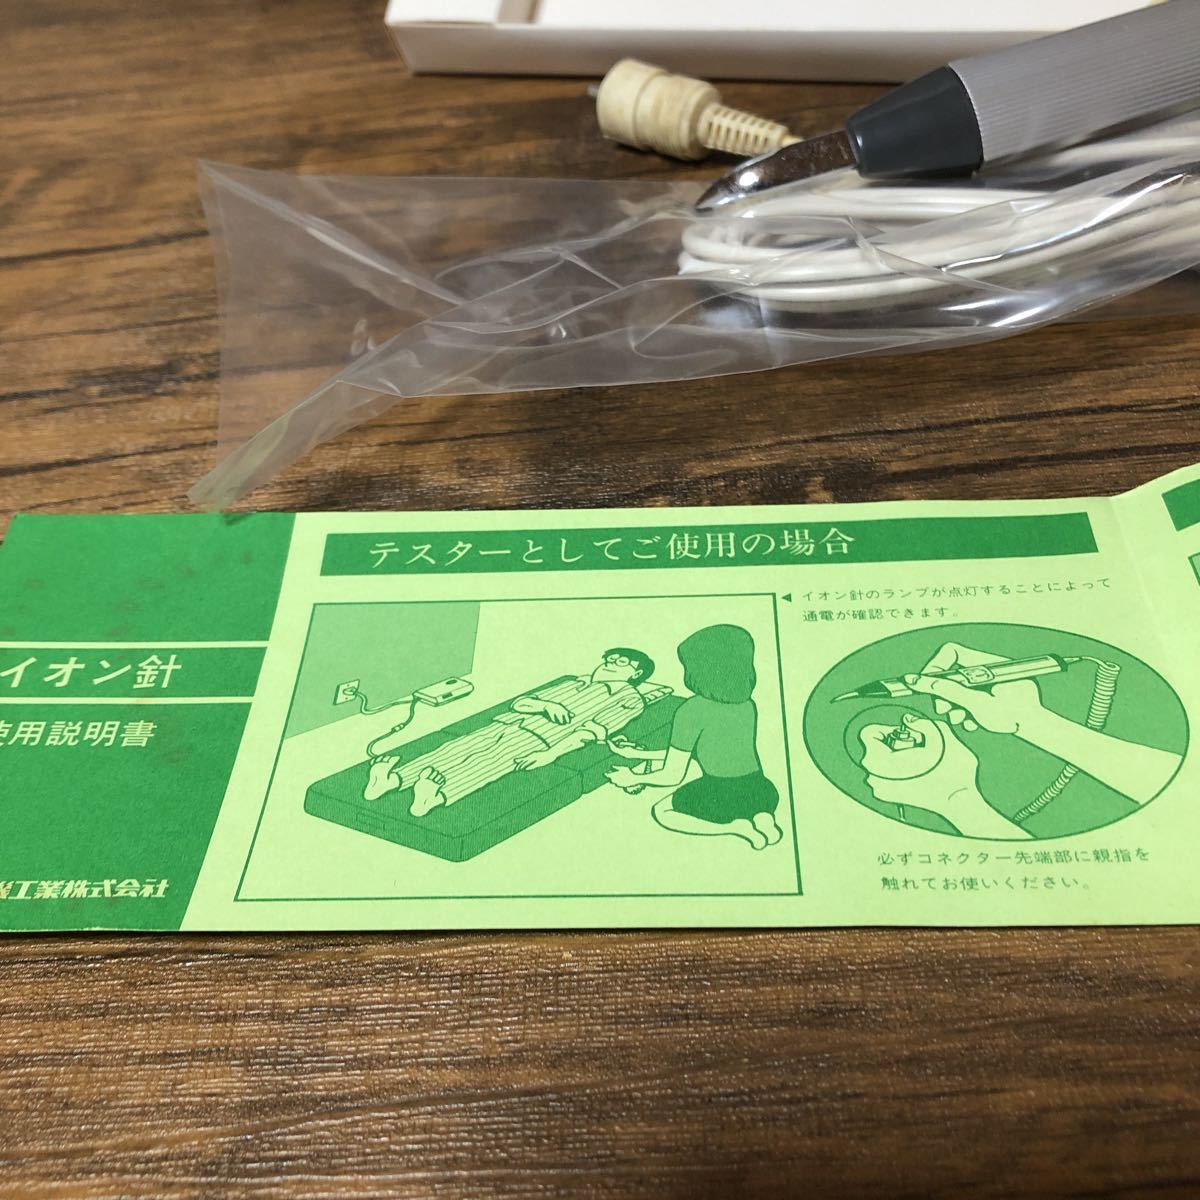 イオン針
使用説明書
機工業株式会社
テスターとしてご使用の場合
◀ イオン針のランプが点灯することによって
通電が確認できます。
必ずコネクター先端部に親指を
触れてお使いください。